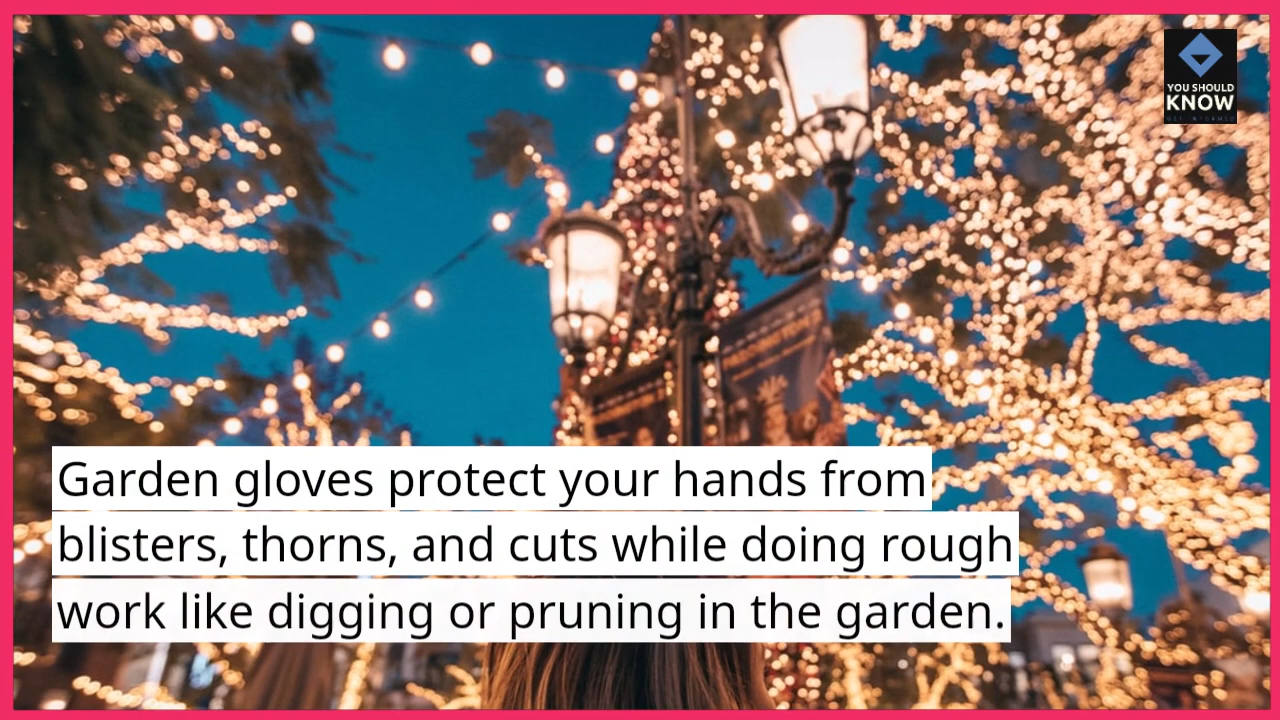 YOU SHOULD
KNOW
Garden gloves protect your hands from
blisters, thorns, and cuts while doing rough
work like digging or pruning in the garden.